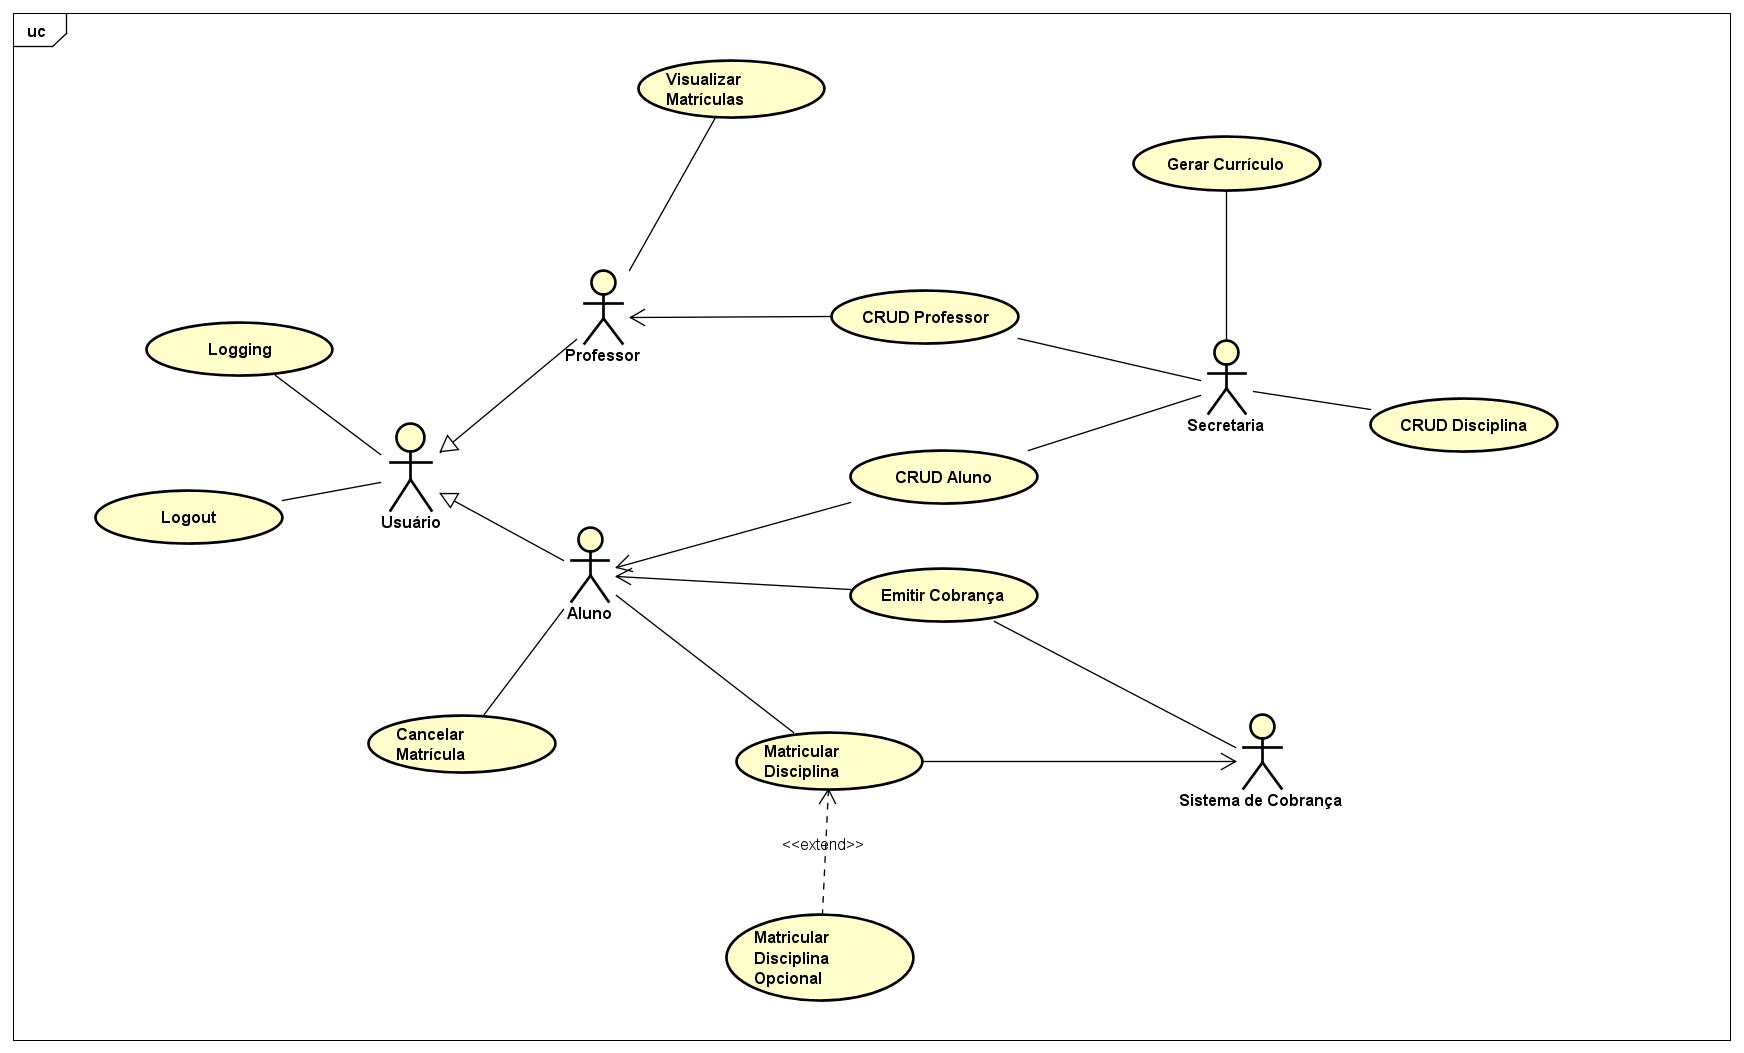 uc
Visualizar
Matrículas
Gerar Currículo
CRUD Professor
Logging
Professor
Secretaria
CRUD Disciplina
CRUD Aluno
Logout
Usuário
Emitir Cobrança
Aluno
Cancelar
Matrícula
Matricular
Disciplina
Sistema de Cobrança
<<extend>>
Matricular
Disciplina
Opcional